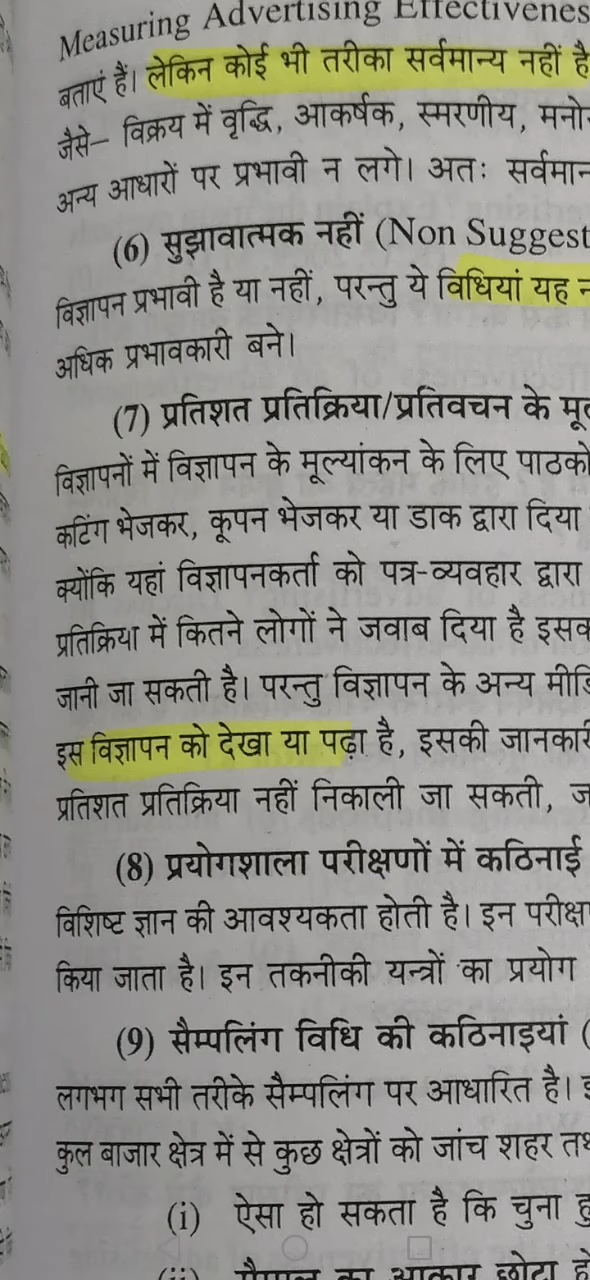 Measuring Advertising Effectivenes
बताएं हैं। लेकिन कोई भी तरीका सर्वमान्य नहीं है
जैसे– विक्रय में वृद्धि, आकर्षक, स्मरणीय, मनो-
अन्य आधारों पर प्रभावी न लगे। अतः सर्वमान
(6) सुझावात्मक नहीं (Non Suggest
विज्ञापन प्रभावी है या नहीं, परन्तु ये विधियां यह न
अधिक प्रभावकारी बने।
(7) प्रतिशत प्रतिक्रिया/प्रतिवचन के मू
विज्ञापनों में विज्ञापन के मूल्यांकन के लिए पाठको
कटिंग भेजकर, कूपन भेजकर या डाक द्वारा दिया
क्योंकि यहां विज्ञापनकर्ता को पत्र-व्यवहार द्वारा
प्रतिक्रिया में कितने लोगों ने जवाब दिया है इसक
जानी जा सकती है। परन्तु विज्ञापन के अन्य मीडि
इस विज्ञापन को देखा या पढ़ा है, इसकी जानकारी
प्रतिशत प्रतिक्रिया नहीं निकाली जा सकती, ज
(8) प्रयोगशाला परीक्षणों में कठिनाई
विशिष्ट ज्ञान की आवश्यकता होती है। इन परीक्ष
किया जाता है। इन तकनीकी यन्त्रों का प्रयोग
(9) सैम्पलिंग विधि की कठिनाइयां (
लगभग सभी तरीके सैम्पलिंग पर आधारित है। इ
कुल बाजार क्षेत्र में से कुछ क्षेत्रों को जांच शहर तथ
(i) ऐसा हो सकता है कि चुना हु
(ii) सैम्पल का आकार छोटा हो